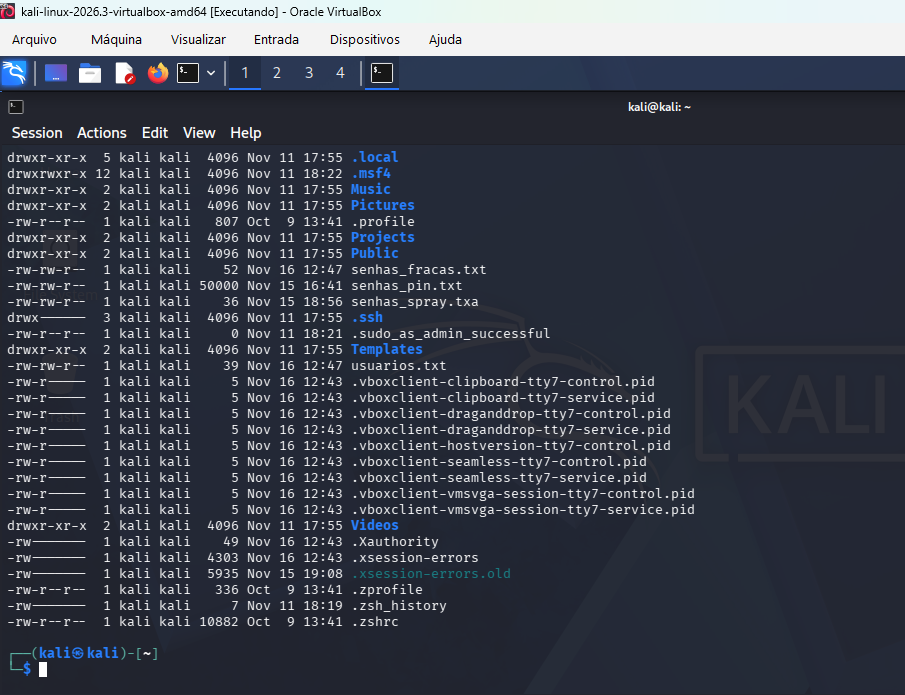 kali-linux-2026.3-virtualbox-amd64 [Executando] - Oracle VirtualBox
Arquivo Máquina Visualizar Entrada Dispositivos Ajuda
1 2 3 4
kali@kali: ~
Session Actions Edit View Help
drwxr-xr-x 5 kali kali 4096 Nov 11 17:55 .local
drwxrwxr-x 12 kali kali 4096 Nov 11 18:22 .msf4
drwxr-xr-x 2 kali kali 4096 Nov 11 17:55 Music
drwxr-xr-x 2 kali kali 4096 Nov 11 17:55 Pictures
-rw-r--r-- 1 kali kali 807 Oct 9 13:41 .profile
drwxr-xr-x 2 kali kali 4096 Nov 11 17:55 Projects
drwxr-xr-x 2 kali kali 4096 Nov 11 17:55 Public
-rw-rw-r-- 1 kali kali 52 Nov 16 12:47 senhas_fracas.txt
-rw-rw-r-- 1 kali kali 50000 Nov 15 16:41 senhas_pin.txt
-rw-rw-r-- 1 kali kali 36 Nov 15 18:56 senhas_spray.txa
drwx------ 3 kali kali 4096 Nov 11 17:55 .ssh
-rw-r--r-- 1 kali kali 0 Nov 11 18:21 .sudo_as_admin_successful
drwxr-xr-x 2 kali kali 4096 Nov 11 17:55 Templates
-rw-rw-r-- 1 kali kali 39 Nov 16 12:47 usuarios.txt
-rw-r----- 1 kali kali 5 Nov 16 12:43 .vboxclient-clipboard-tty7-control.pid
-rw-r----- 1 kali kali 5 Nov 16 12:43 .vboxclient-clipboard-tty7-service.pid
-rw-r----- 1 kali kali 5 Nov 16 12:43 .vboxclient-draganddrop-tty7-control.pid
-rw-r----- 1 kali kali 5 Nov 16 12:43 .vboxclient-draganddrop-tty7-service.pid
-rw-r----- 1 kali kali 5 Nov 16 12:43 .vboxclient-hostversion-tty7-control.pid
-rw-r----- 1 kali kali 5 Nov 16 12:43 .vboxclient-seamless-tty7-control.pid
-rw-r----- 1 kali kali 5 Nov 16 12:43 .vboxclient-seamless-tty7-service.pid
-rw-r----- 1 kali kali 5 Nov 16 12:43 .vboxclient-vmsvga-session-tty7-control.pid
-rw-r----- 1 kali kali 5 Nov 16 12:43 .vboxclient-vmsvga-session-tty7-service.pid
drwxr-xr-x 2 kali kali 4096 Nov 11 17:55 Videos
-rw------- 1 kali kali 49 Nov 16 12:43 .Xauthority
-rw------- 1 kali kali 4303 Nov 16 12:43 .xsession-errors
-rw------- 1 kali kali 5935 Nov 15 19:08 .xsession-errors.old
-rw-r--r-- 1 kali kali 336 Oct 9 13:41 .zprofile
-rw------- 1 kali kali 7 Nov 11 18:19 .zsh_history
-rw-r--r-- 1 kali kali 10882 Oct 9 13:41 .zshrc
KALI
┌──(kali㉿kali)-[~]
└─$